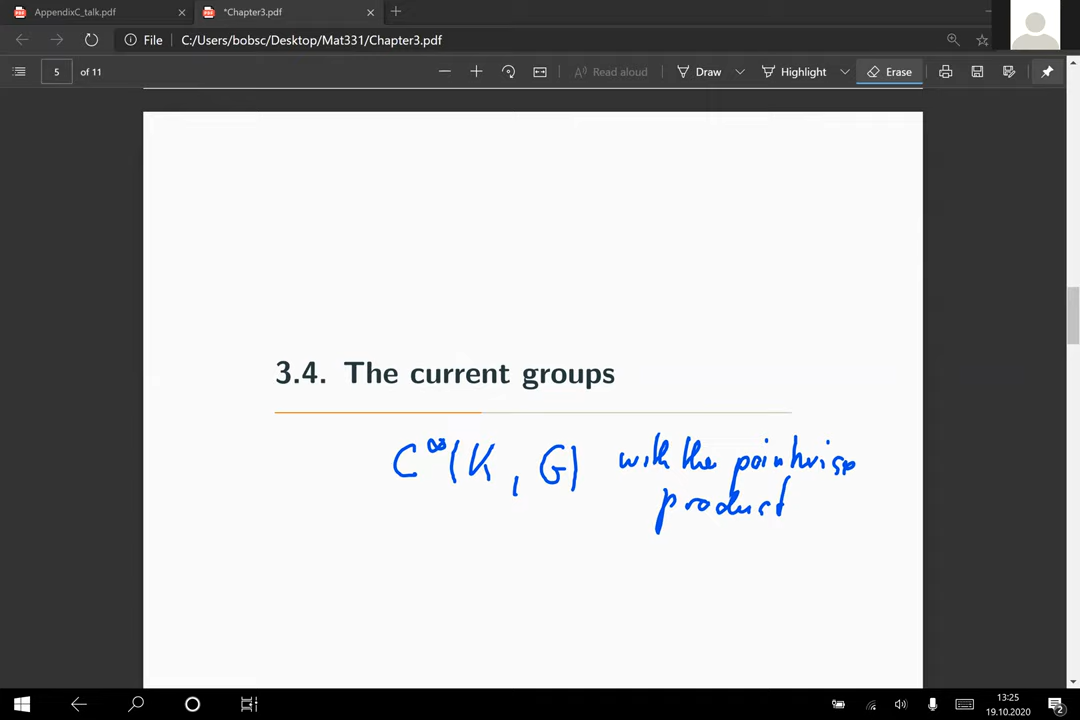 AppendixC_talk.pdf
*Chapter3.pdf
File C:/Users/bobsc/Desktop/Mat331/Chapter3.pdf
5 of 11 Read aloud Draw Highlight Erase
3.4. The current groups
C^∞(K, G) with the pointwise
product
13:25
19.10.2020
2